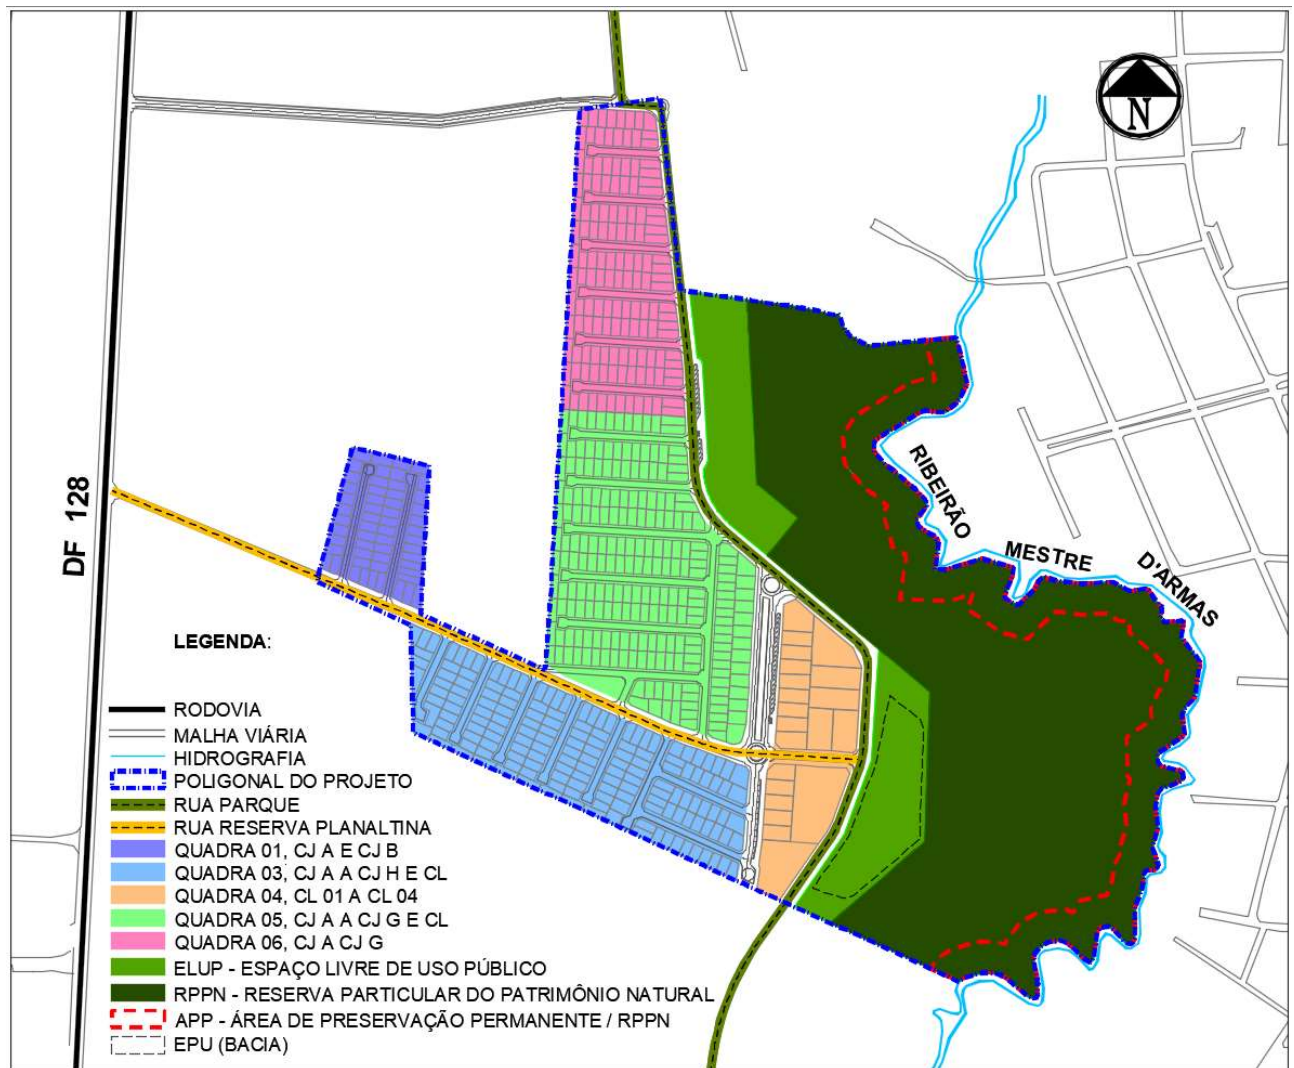 N
DF 128
RIBEIRÃO
MESTRE
D'ARMAS
LEGENDA:
RODOVIA
MALHA VIÁRIA
HIDROGRAFIA
POLIGONAL DO PROJETO
RUA PARQUE
RUA RESERVA PLANALTINA
QUADRA 01, CJ A E CJ B
QUADRA 03, CJ A A CJ H E CL
QUADRA 04, CL 01 A CL 04
QUADRA 05, CJ A A CJ G E CL
QUADRA 06, CJ A CJ G
ELUP - ESPAÇO LIVRE DE USO PÚBLICO
RPPN - RESERVA PARTICULAR DO PATRIMÔNIO NATURAL
APP - ÁREA DE PRESERVAÇÃO PERMANENTE / RPPN
EPU (BACIA)